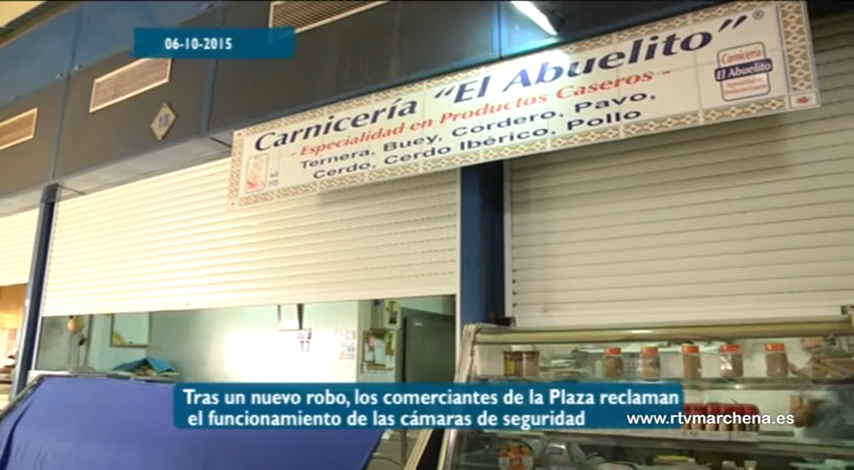 06-10-2015
Carnicería "El Abuelito"®
- Especialidad en Productos Caseros -
Ternera, Buey, Cordero, Pavo,
Cerdo, Cerdo Ibérico, Pollo
Carnicería
El Abuelito
18
Tras un nuevo robo, los comerciantes de la Plaza reclaman
el funcionamiento de las cámaras de seguridad
www.rtvmarchena.es